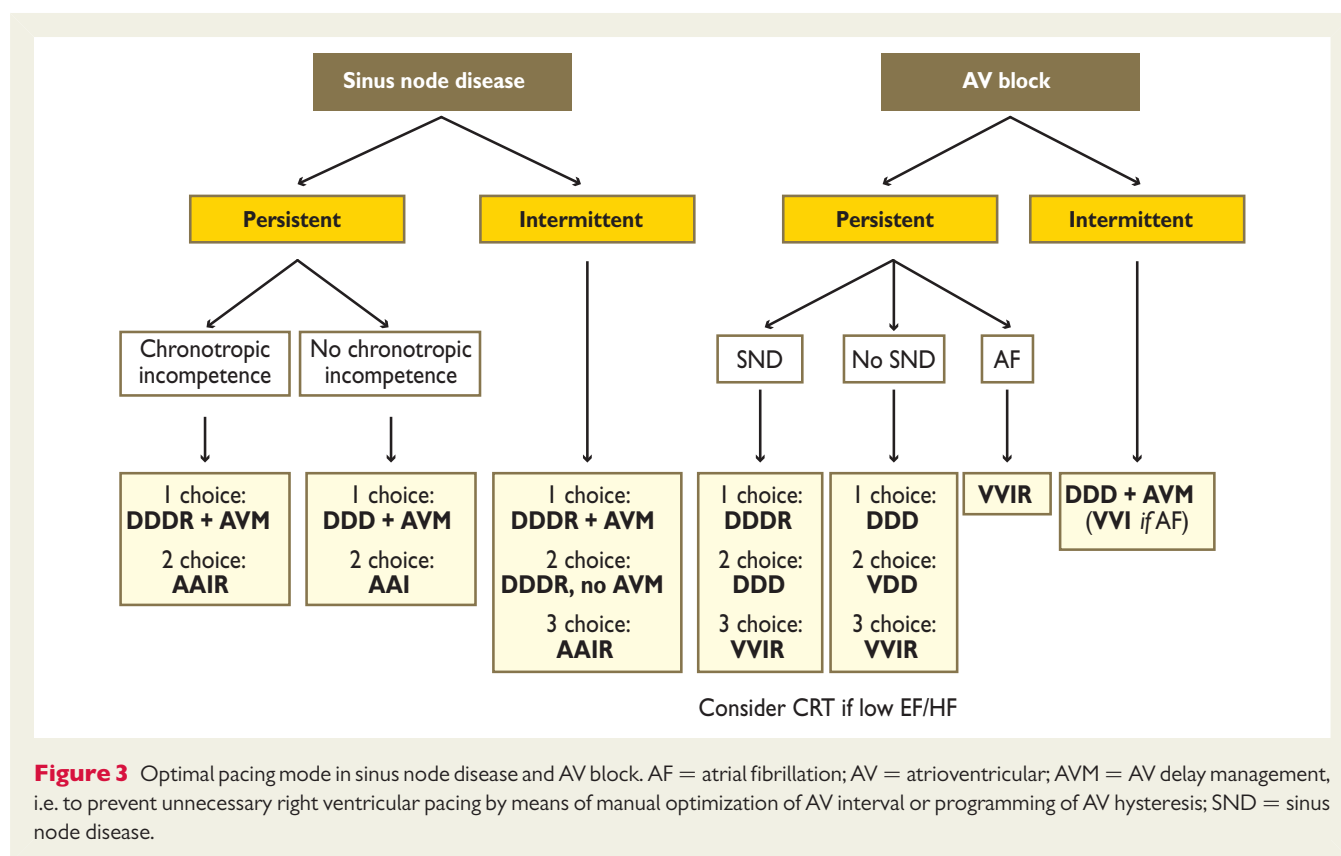 Sinus node disease
AV block
Persistent
Intermittent
Persistent
Intermittent
Chronotropic
incompetence
No chronotropic
incompetence
SND
No SND
AF
1 choice:
DDDR + AVM
2 choice:
AAIR
1 choice:
DDD + AVM
2 choice:
AAI
1 choice:
DDDR + AVM
2 choice:
DDDR, no AVM
3 choice:
AAIR
1 choice:
DDDR
2 choice:
DDD
3 choice:
VVIR
1 choice:
DDD
2 choice:
VDD
3 choice:
VVIR
VVIR
DDD + AVM
(VVI if AF)
Consider CRT if low EF/HF
Figure 3 Optimal pacing mode in sinus node disease and AV block. AF = atrial fibrillation; AV = atrioventricular; AVM = AV delay management,
i.e. to prevent unnecessary right ventricular pacing by means of manual optimization of AV interval or programming of AV hysteresis; SND = sinus
node disease.